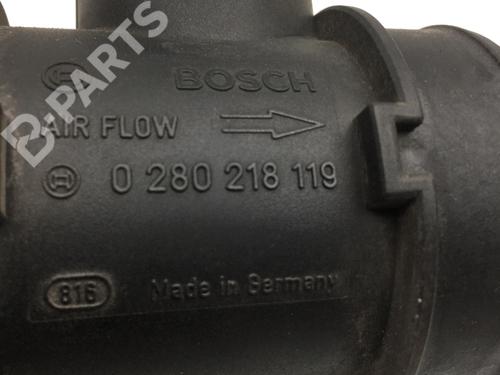 B-PARTS
BOSCH
AIR FLOW
0 280 218 119
816 Made in Germany